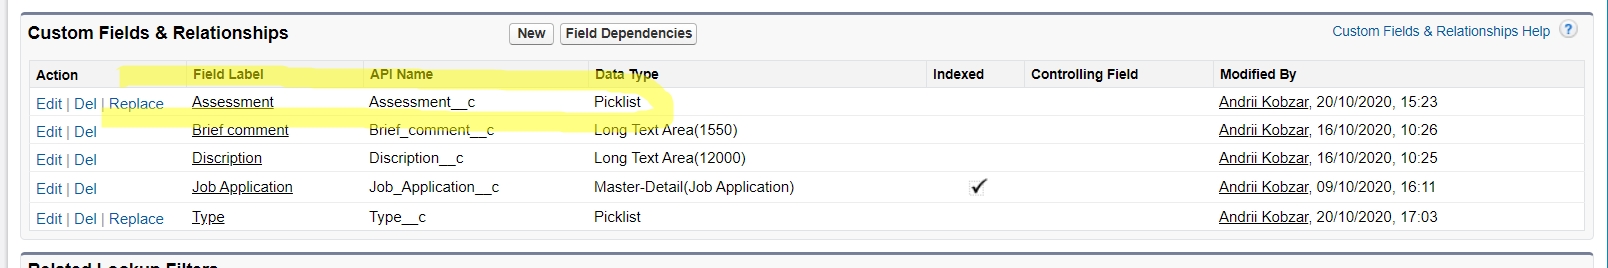 Custom Fields & Relationships New Field Dependencies Custom Fields & Relationships Help ?
Action Field Label API Name Data Type Indexed Controlling Field Modified By
Edit | Del | Replace Assessment Assessment__c Picklist Andrii Kobzar, 20/10/2020, 15:23
Edit | Del Brief comment Brief_comment__c Long Text Area(1550) Andrii Kobzar, 16/10/2020, 10:26
Edit | Del Discription Discription__c Long Text Area(12000) Andrii Kobzar, 16/10/2020, 10:25
Edit | Del Job Application Job_Application__c Master-Detail(Job Application) Andrii Kobzar, 09/10/2020, 16:11
Edit | Del | Replace Type Type__c Picklist Andrii Kobzar, 20/10/2020, 17:03
Related Lookup Filters